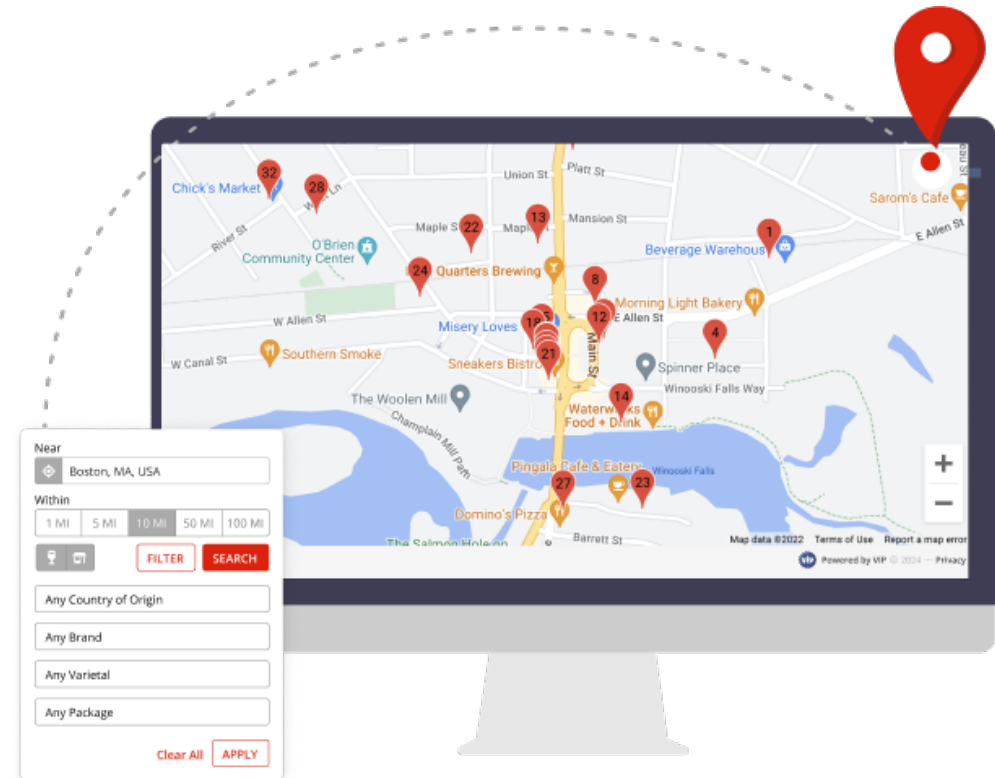 32
Chick's Market
28
River St
Union St
Platt St
Sarom's Cafe
E Allen St
22
13
Mansion St
1
Beverage Warehous
O'Brien
Community Center
24
Quarters Brewing
8
Morning Light Bakery
W Allen St
Misery Loves
18
12
E Allen St
4
W Canal St
Southern Smoke
Sneakers Bistro
21
Main St
Spinner Place
The Woolen Mill
14
Winooski Falls Way
Waterworks
Food + Drink
Champlain Mill Path
Pingala Cafe & Eatery
Winooski Falls
27
23
Domino's Pizza
The Salmon Hole on
Barrett St
+
−
Map data ©2022 Terms of Use Report a map error
VIP Powered by VIP © 2024 — Privacy
Near
Boston, MA, USA
Within
1 MI 5 MI 10 MI 50 MI 100 MI
FILTER SEARCH
Any Country of Origin
Any Brand
Any Varietal
Any Package
Clear All APPLY